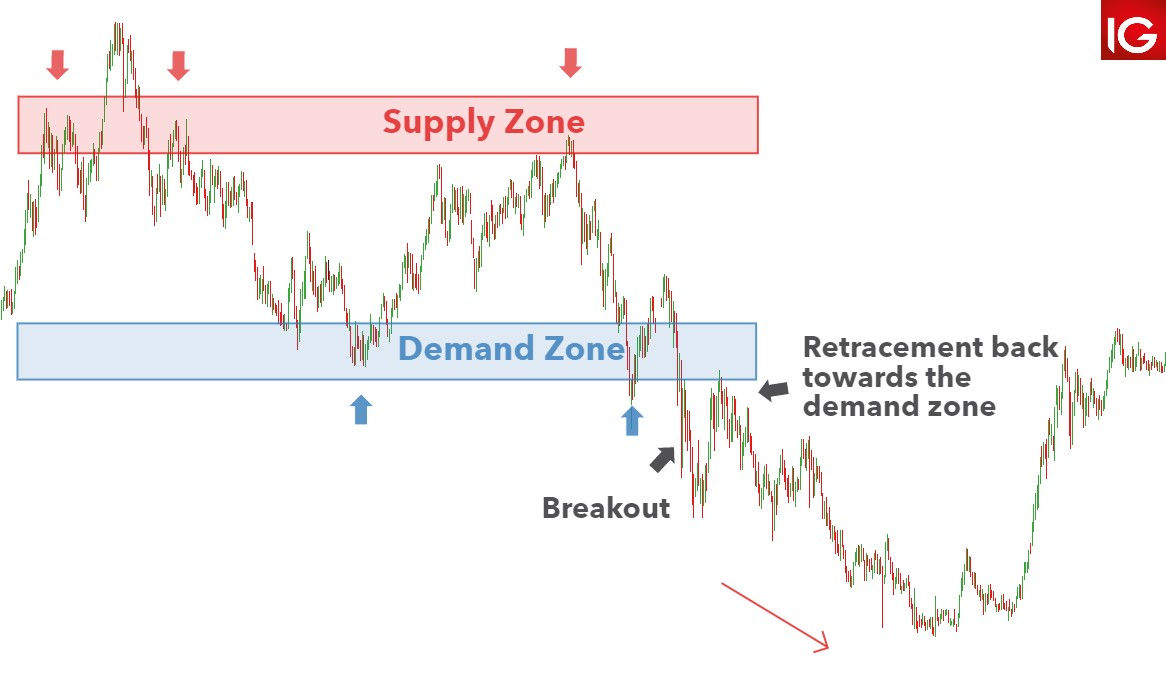 IG
Supply Zone
Demand Zone
Retracement back
towards the
demand zone
Breakout